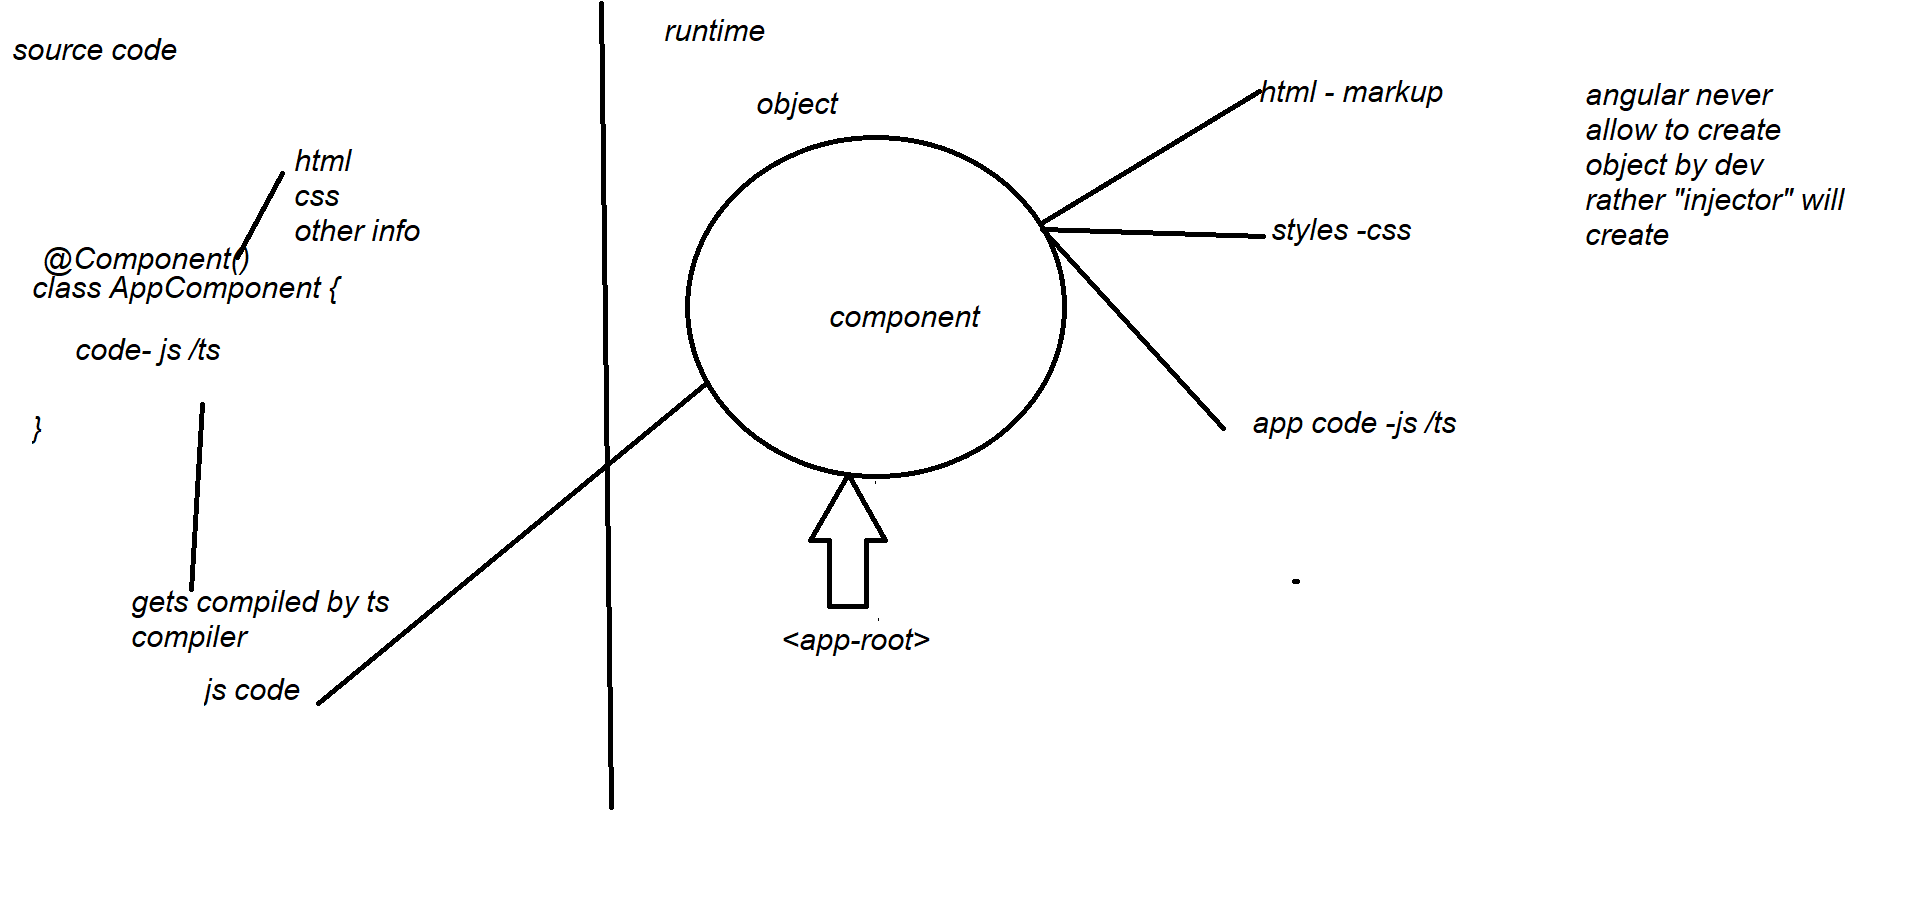 source code
html
css
other info
@Component()
class AppComponent {
code- js /ts
}
gets compiled by ts
compiler
js code
runtime
object
component
<app-root>
html - markup
styles -css
app code -js /ts
angular never
allow to create
object by dev
rather "injector" will
create